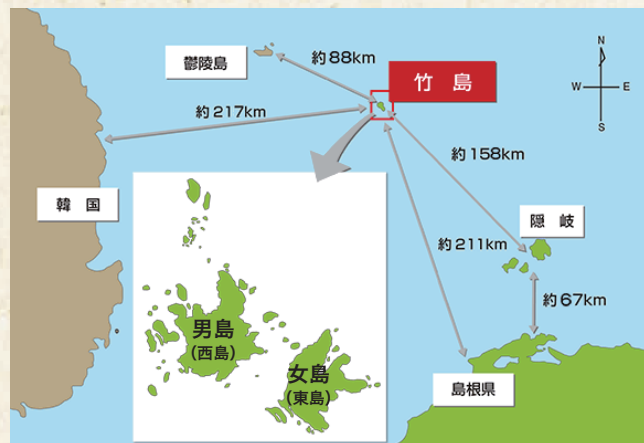 鬱陵島
約88km
竹 島
N
W
E
S
約217km
約158km
韓 国
隠 岐
約211km
約67km
男島
(西島)
女島
(東島)
島根県